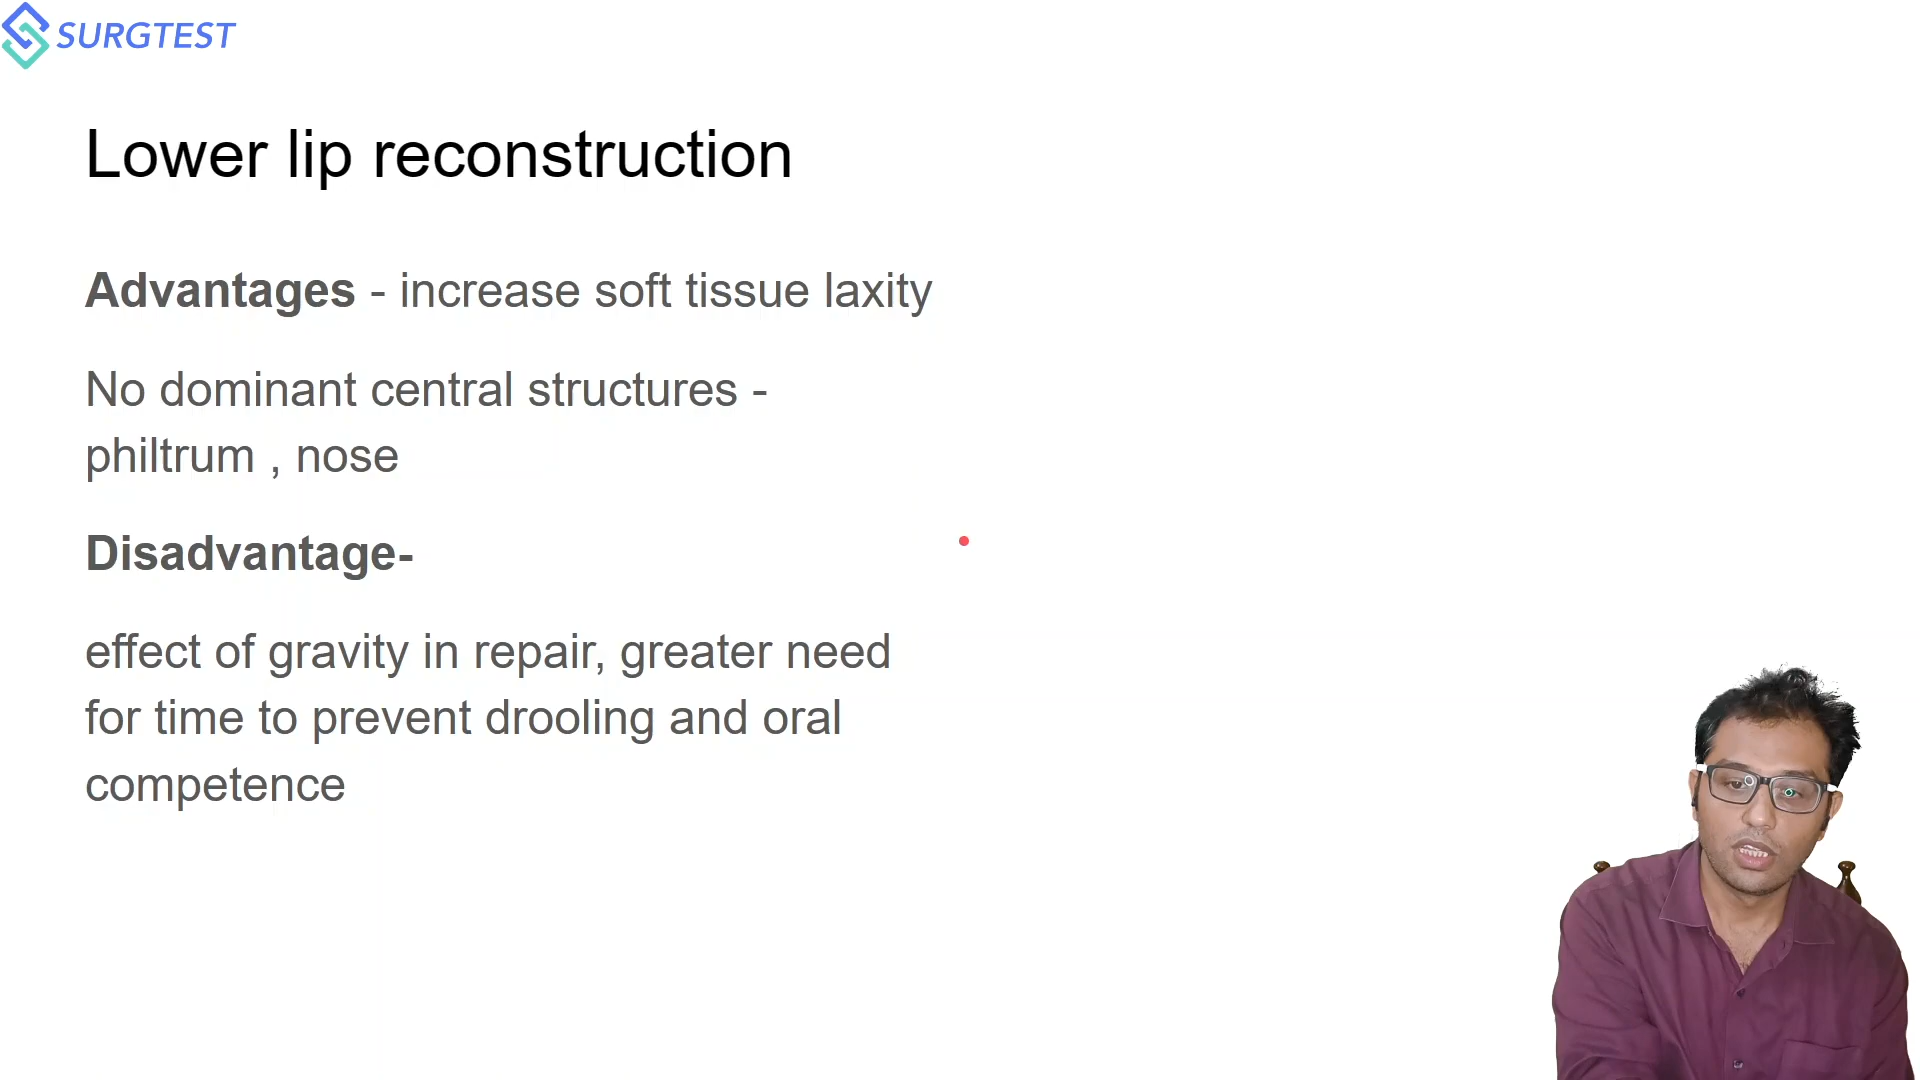 SURGTEST
Lower lip reconstruction
Advantages - increase soft tissue laxity
No dominant central structures -
philtrum , nose
Disadvantage-
effect of gravity in repair, greater need
for time to prevent drooling and oral
competence